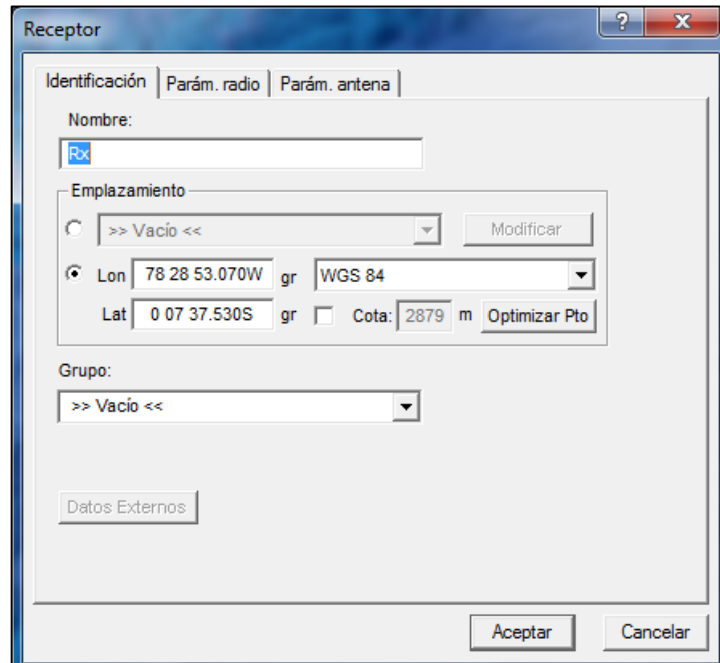 Receptor
Identificación Parám. radio Parám. antena
Nombre:
Rx
Emplazamiento
>> Vacío << Modificar
Lon 78 28 53.070W gr WGS 84
Lat 0 07 37.530S gr Cota: 2879 m Optimizar Pto
Grupo:
>> Vacío <<
Datos Externos
Aceptar Cancelar